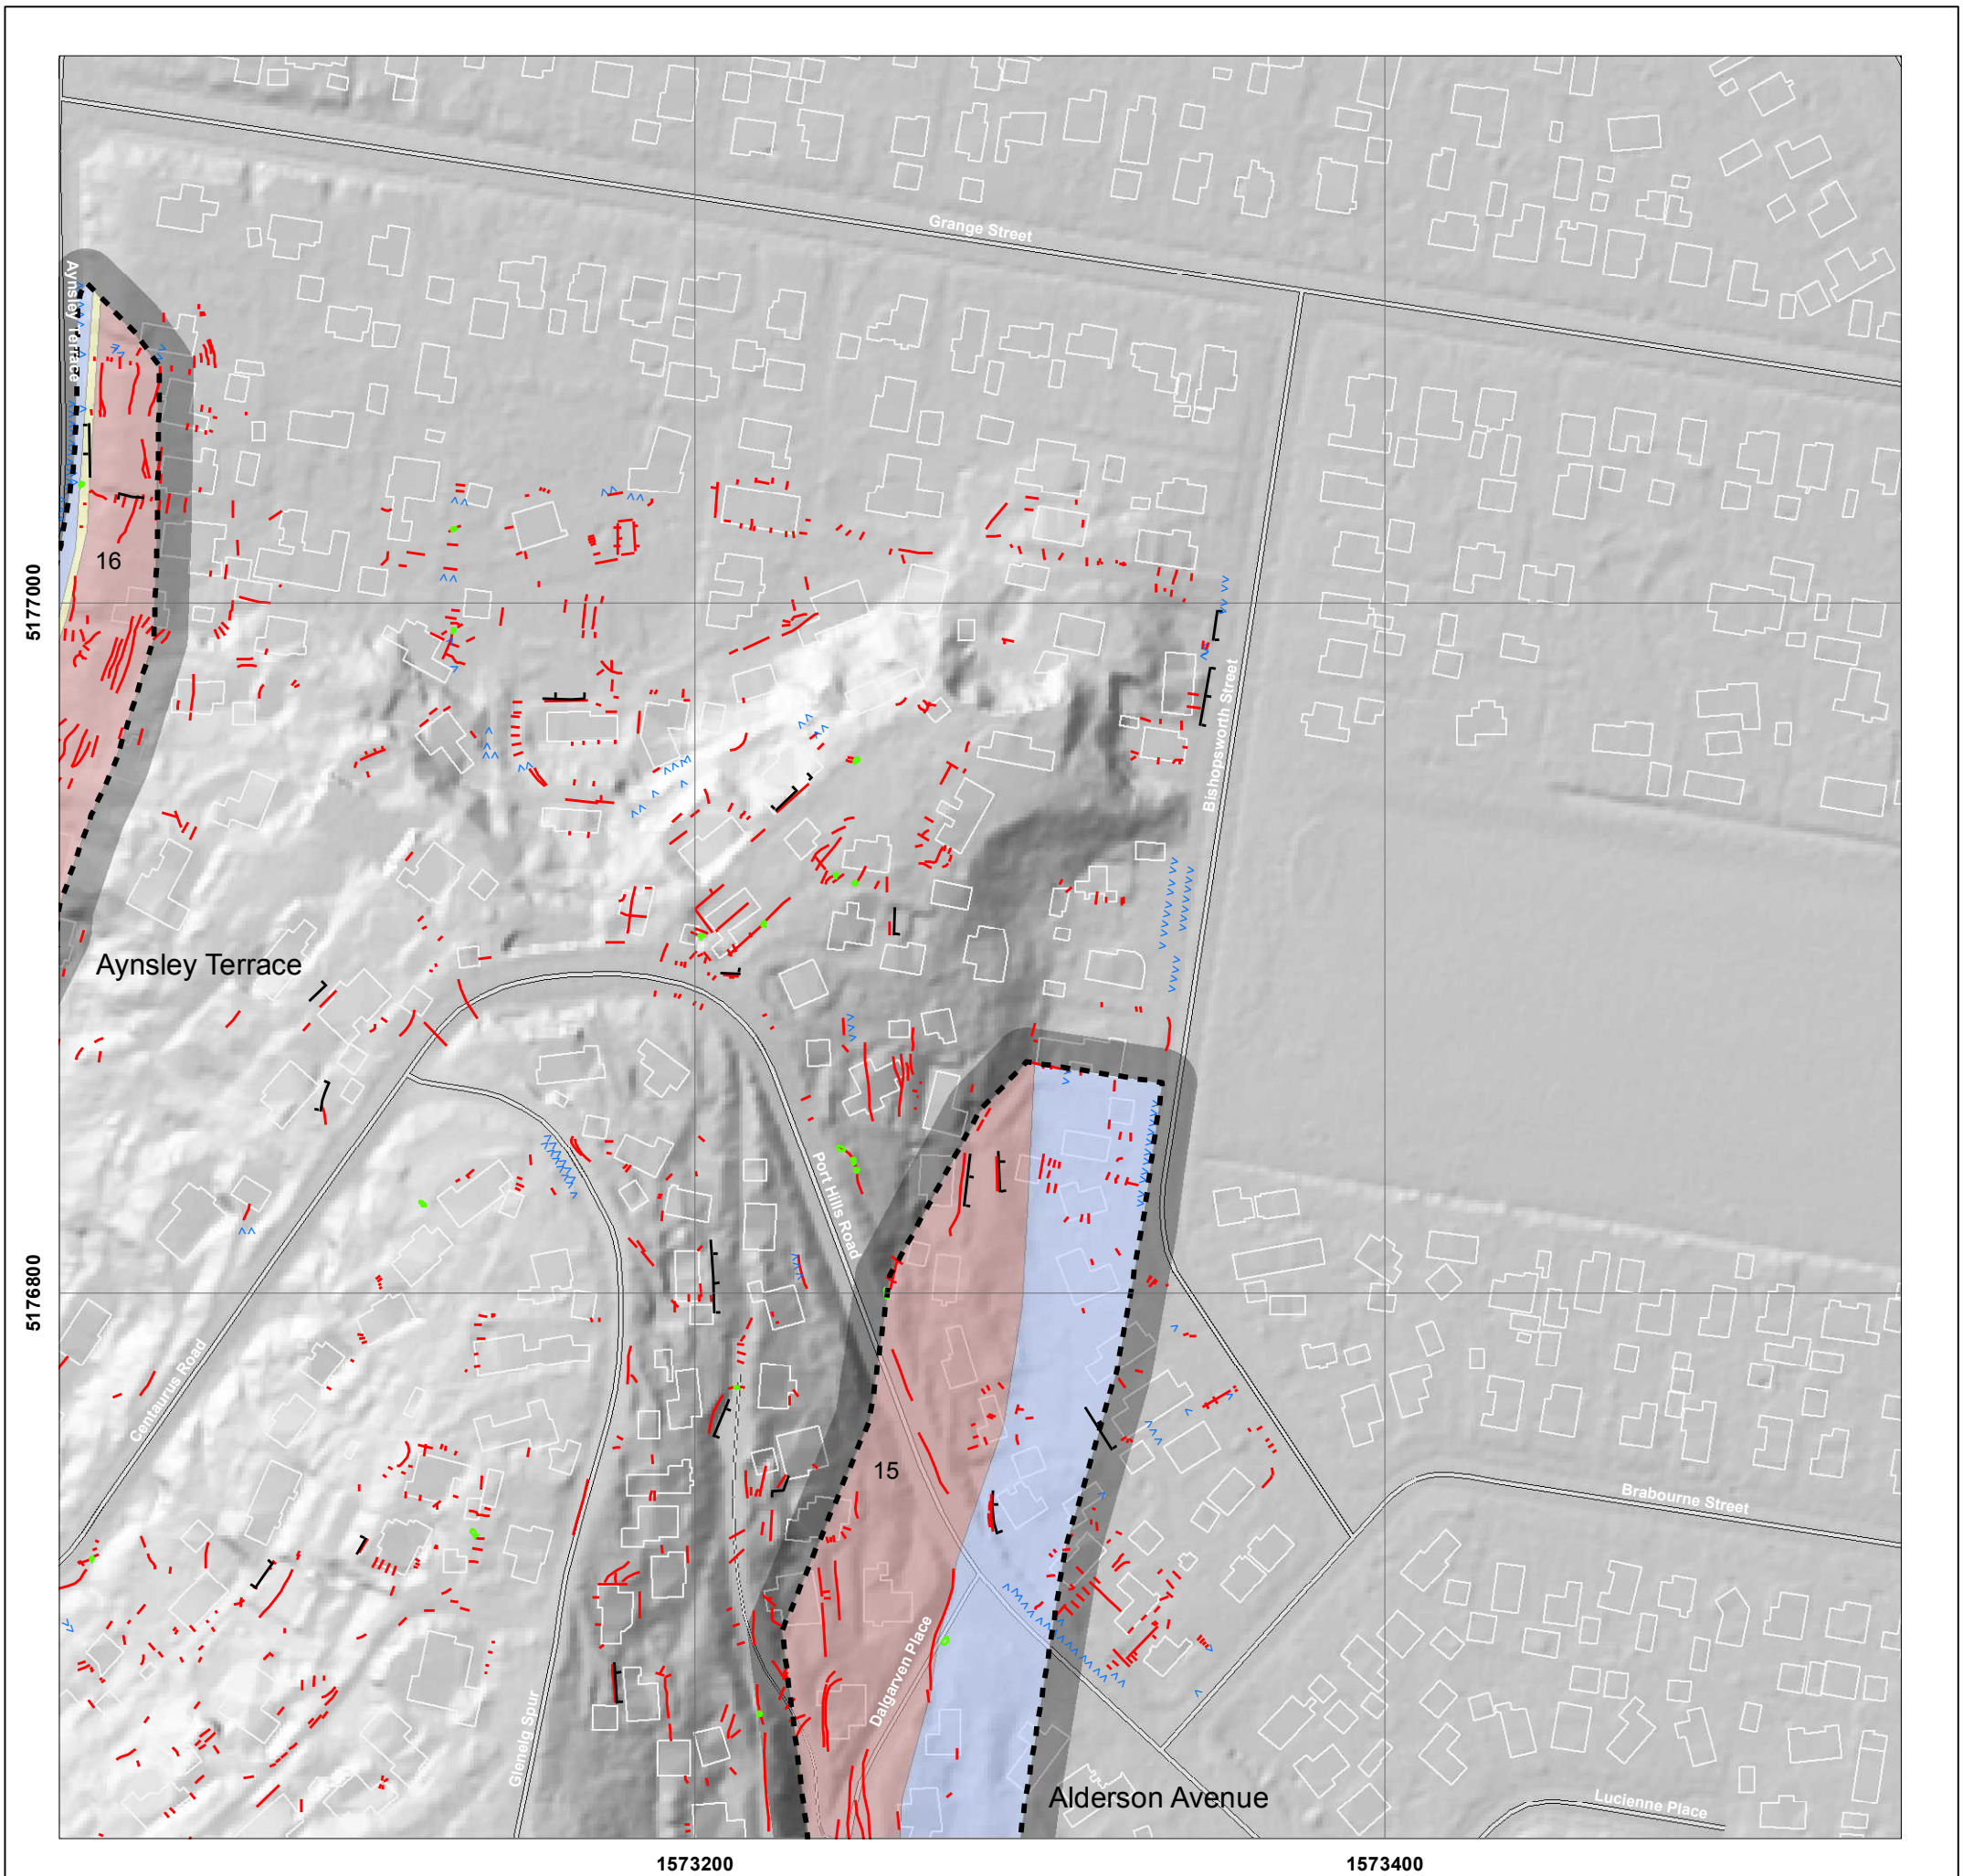 Grange Street
Aynsley Terrace
16
5177000
Bishopsworth Street
Aynsley Terrace
Port Hills Road
5176800
Centaurus Road
15
Brabourne Street
Dalgarven Place
Glenelg Spur
Alderson Avenue
Lucienne Place
1573200
1573400